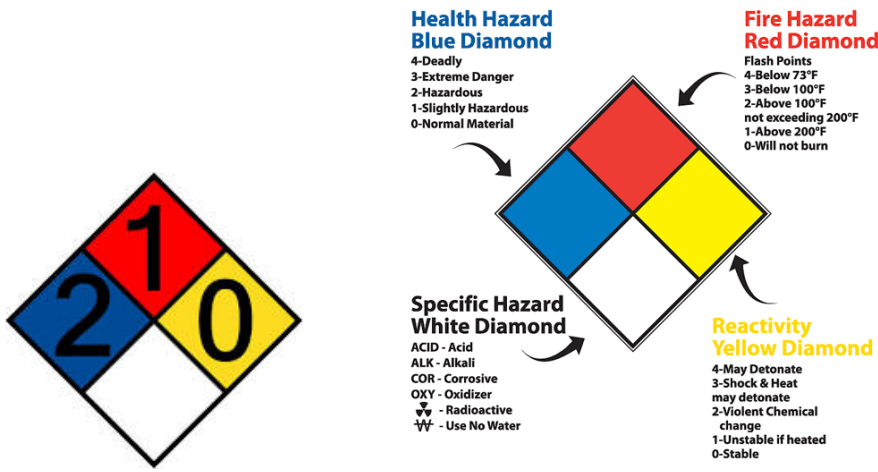 1
2
0
Health Hazard
Blue Diamond
4-Deadly
3-Extreme Danger
2-Hazardous
1-Slightly Hazardous
0-Normal Material
Fire Hazard
Red Diamond
Flash Points
4-Below 73°F
3-Below 100°F
2-Above 100°F
not exceeding 200°F
1-Above 200°F
0-Will not burn
Specific Hazard
White Diamond
ACID - Acid
ALK - Alkali
COR - Corrosive
OXY - Oxidizer
- Radioactive
W - Use No Water
Reactivity
Yellow Diamond
4-May Detonate
3-Shock & Heat
may detonate
2-Violent Chemical
change
1-Unstable if heated
0-Stable